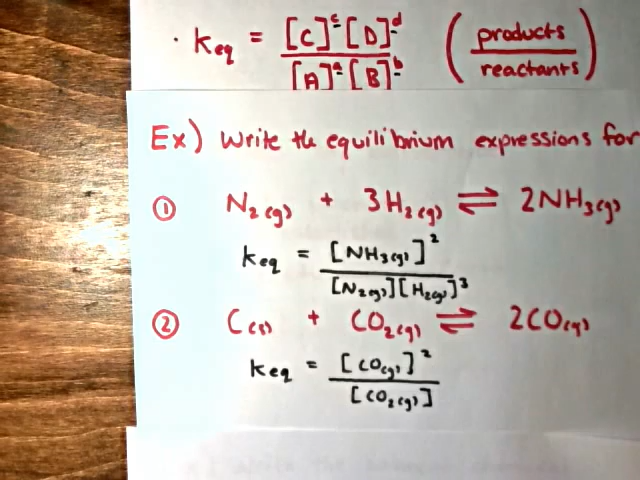 · Keq = [C]ᶜ [D]ᵈ / [A]ᵃ [B]ᵇ (products / reactants)
Ex) Write the equilibrium expressions for
① N₂(g) + 3H₂(g) ⇌ 2NH₃(g)
Keq = [NH₃(g)]² / [N₂(g)][H₂(g)]³
② C(s) + CO₂(g) ⇌ 2CO(g)
Keq = [CO(g)]² / [CO₂(g)]